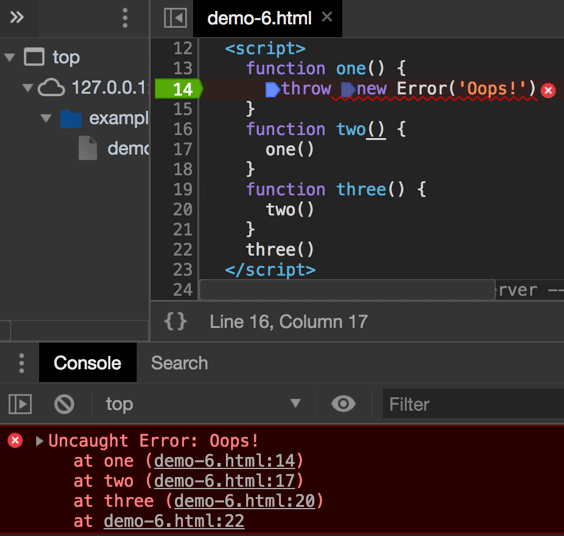 demo-6.html
top
127.0.0.1:
exampl
demo
12 <script>
13 function one() {
14 throw new Error('Oops!')
15 }
16 function two() {
17 one()
18 }
19 function three() {
20 two()
21 }
22 three()
23 </script>
24 erver --
{} Line 16, Column 17
Console Search
top Filter
Uncaught Error: Oops!
at one (demo-6.html:14)
at two (demo-6.html:17)
at three (demo-6.html:20)
at demo-6.html:22